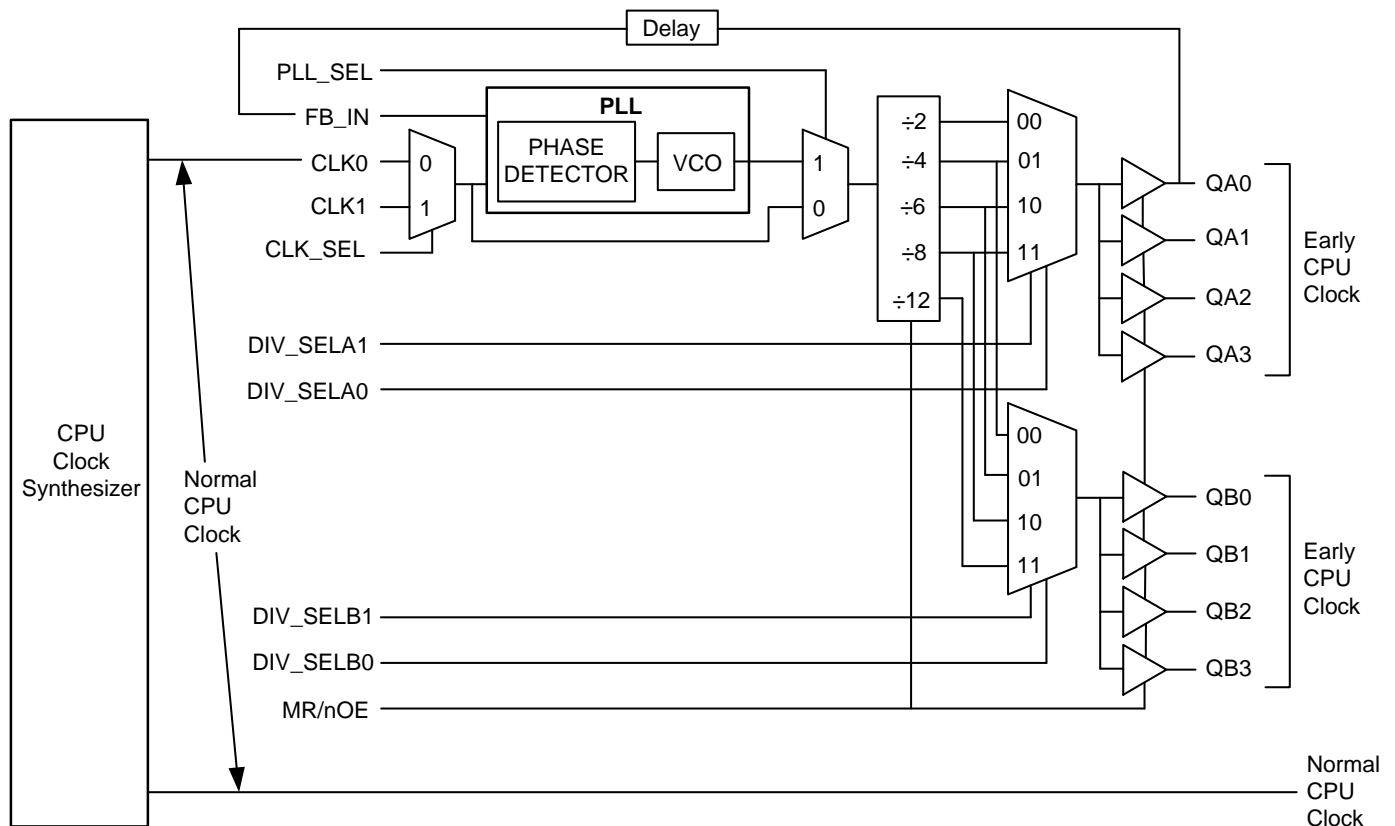 Delay
PLL_SEL
FB_IN
PLL
PHASE
DETECTOR
VCO
CLK0
CLK1
CLK_SEL
0
1
1
0
÷2
÷4
÷6
÷8
÷12
00
01
10
11
QA0
QA1
QA2
QA3
Early
CPU
Clock
DIV_SELA1
DIV_SELA0
CPU
Clock
Synthesizer
Normal
CPU
Clock
00
01
10
11
QB0
QB1
QB2
QB3
Early
CPU
Clock
DIV_SELB1
DIV_SELB0
MR/nOE
Normal
CPU
Clock